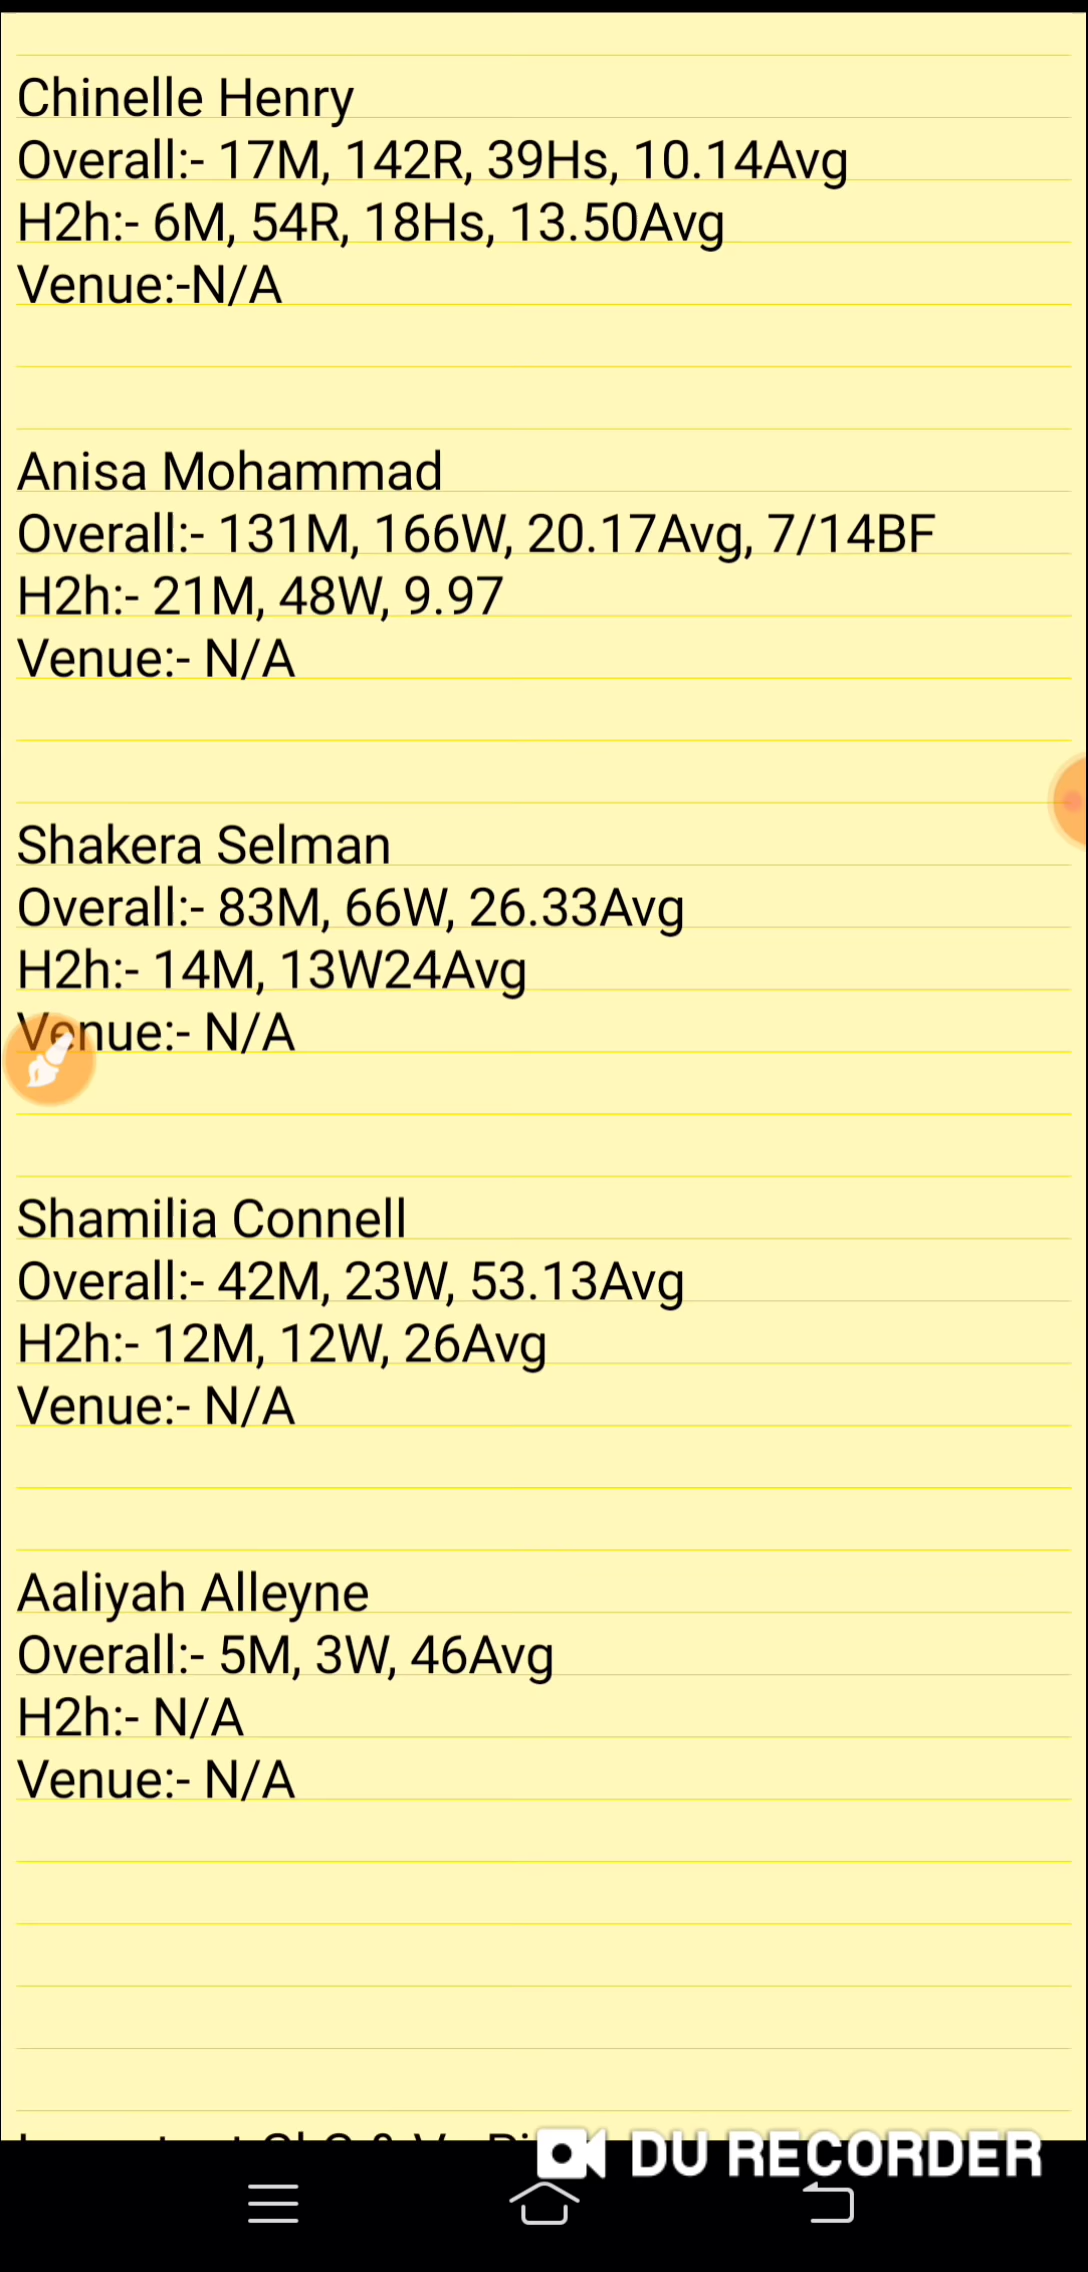 Chinelle Henry
Overall:- 17M, 142R, 39Hs, 10.14Avg
H2h:- 6M, 54R, 18Hs, 13.50Avg
Venue:-N/A
Anisa Mohammad
Overall:- 131M, 166W, 20.17Avg, 7/14BF
H2h:- 21M, 48W, 9.97
Venue:- N/A
Shakera Selman
Overall:- 83M, 66W, 26.33Avg
H2h:- 14M, 13W24Avg
Venue:- N/A
Shamilia Connell
Overall:- 42M, 23W, 53.13Avg
H2h:- 12M, 12W, 26Avg
Venue:- N/A
Aaliyah Alleyne
Overall:- 5M, 3W, 46Avg
H2h:- N/A
Venue:- N/A
DU RECORDER